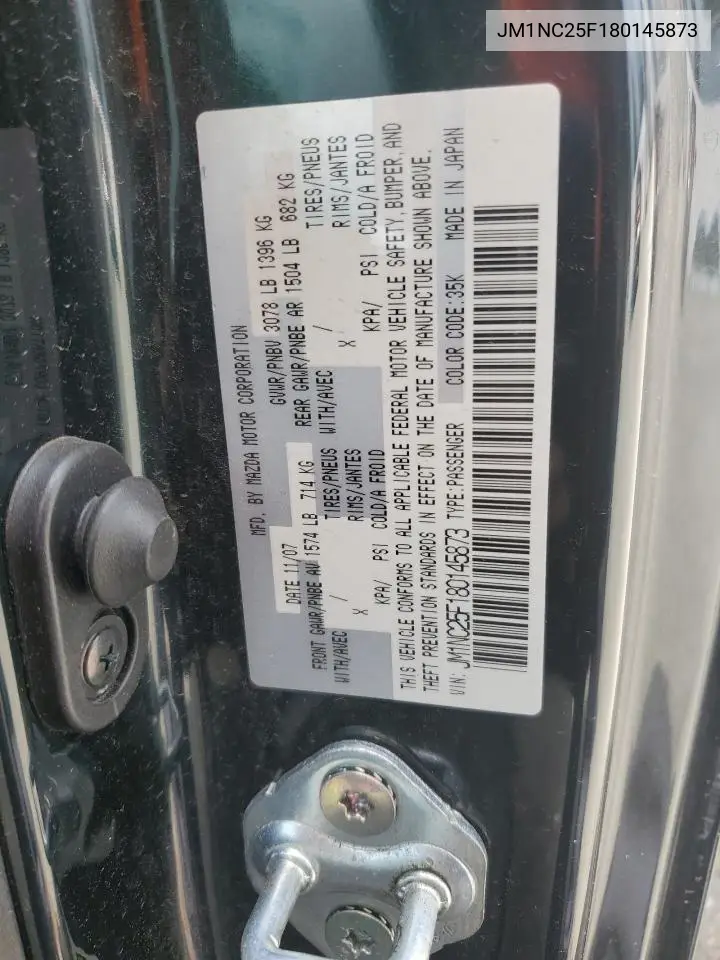 JM1NC25F180145873
MFD. BY MAZDA MOTOR CORPORATION
DATE 11/07 GVWR/PNBV 3078 LB 1396 KG
FRONT GAWR/PNBE AV 1574 LB 714 KG REAR GAWR/PNBE AR 1504 LB 682 KG
WITH/AVEC TIRES/PNEUS WITH/AVEC TIRES/PNEUS
X / RIMS/JANTES X / RIMS/JANTES
KPA/ PSI COLD/A FROID KPA/ PSI COLD/A FROID
THIS VEHICLE CONFORMS TO ALL APPLICABLE FEDERAL MOTOR VEHICLE SAFETY,BUMPER,AND
THEFT PREVENTION STANDARDS IN EFFECT ON THE DATE OF MANUFACTURE SHOWN ABOVE.
VIN: JM1NC25F180145873 TYPE:PASSENGER COLOR CODE:35K MADE IN JAPAN